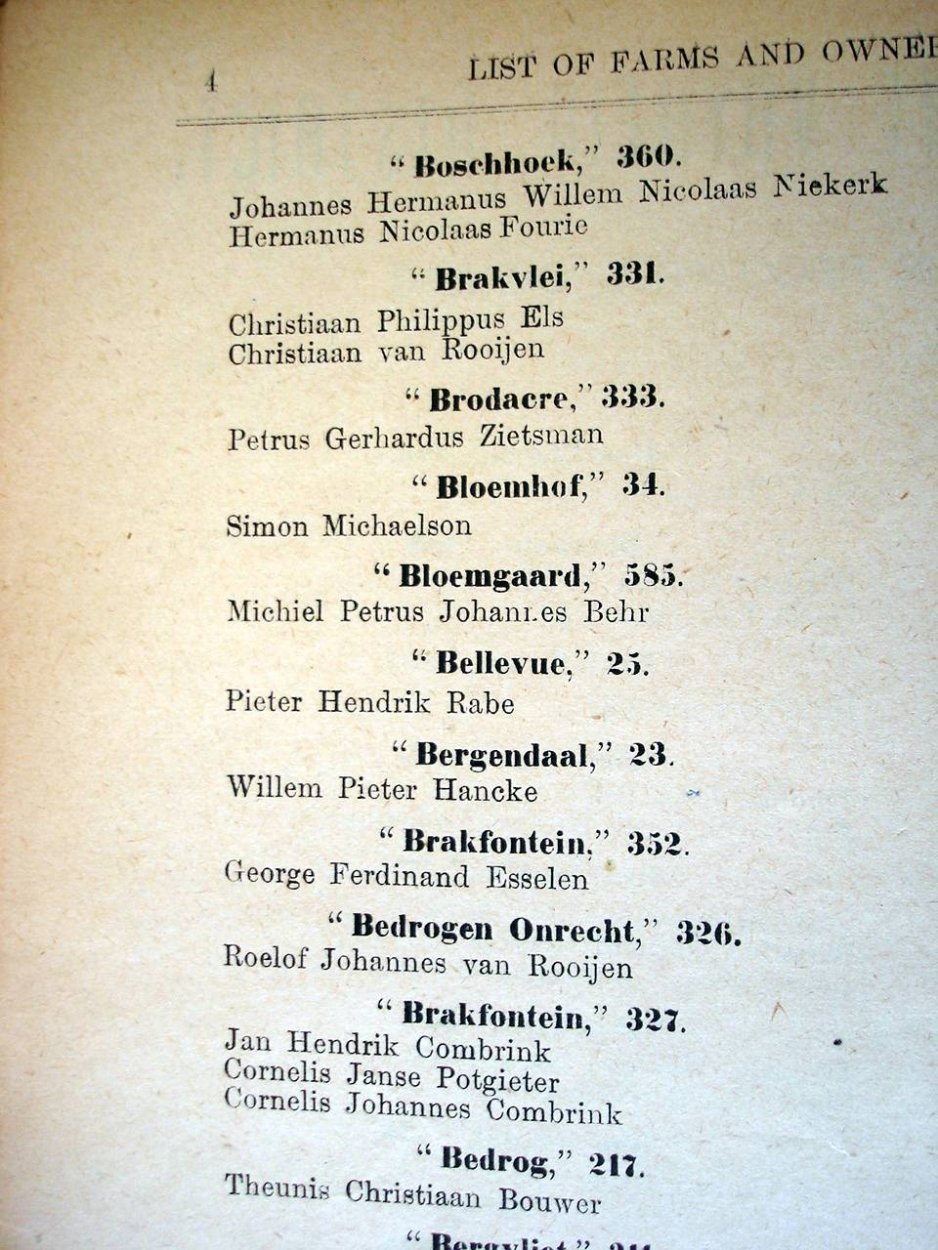 4 LIST OF FARMS AND OWNER
“Boschhoek,” 360.
Johannes Hermanus Willem Nicolaas Niekerk
Hermanus Nicolaas Fourie
“Brakvlei,” 331.
Christiaan Philippus Els
Christiaan van Rooijen
“Brodacre,” 333.
Petrus Gerhardus Zietsman
“Bloemhof,” 34.
Simon Michaelson
“Bloemgaard,” 585.
Michiel Petrus Johannes Behr
“Bellevue,” 25.
Pieter Hendrik Rabe
“Bergendaal,” 23.
Willem Pieter Hancke
“Brakfontein,” 352.
George Ferdinand Esselen
“Bedrogen Onrecht,” 326.
Roelof Johannes van Rooijen
“Brakfontein,” 327.
Jan Hendrik Combrink
Cornelis Janse Potgieter
Cornelis Johannes Combrink
“Bedrog,” 217.
Theunis Christiaan Bouwer
“Bergvliet,”